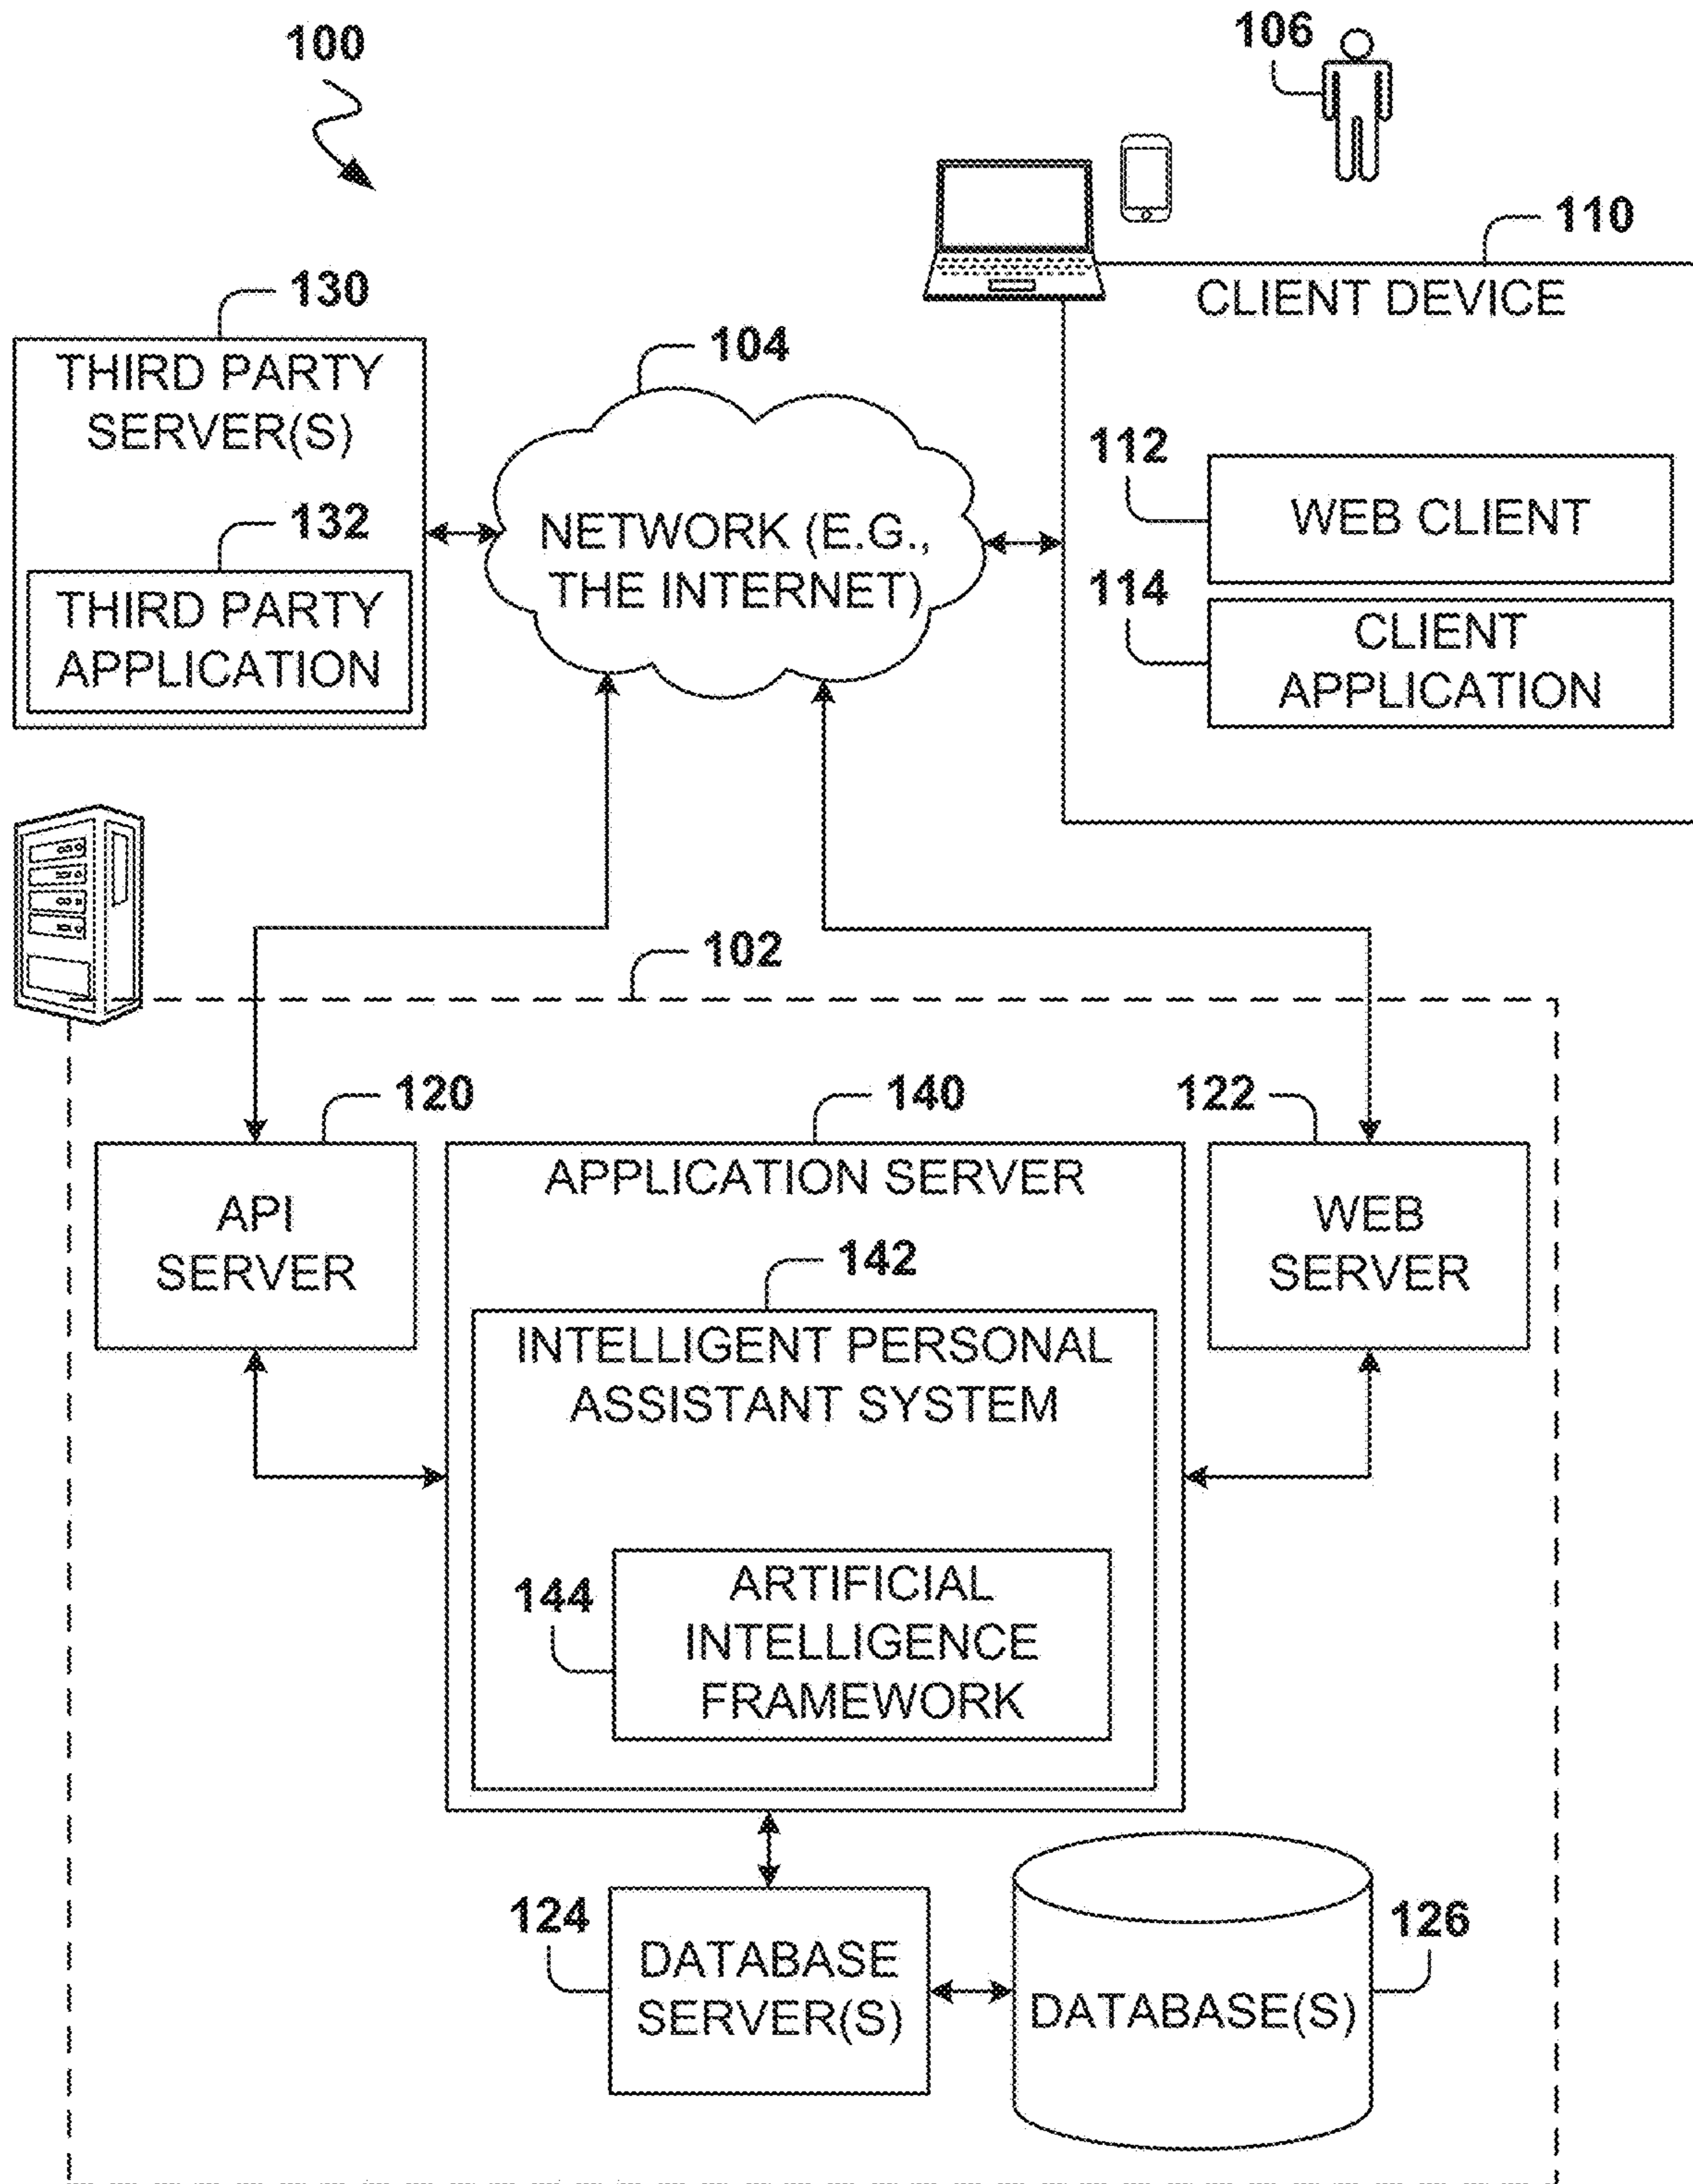 100
106
110
CLIENT DEVICE
130
THIRD PARTY
SERVER(S)
132
THIRD PARTY
APPLICATION
104
NETWORK (E.G.,
THE INTERNET)
112
WEB CLIENT
114
CLIENT
APPLICATION
102
120
API
SERVER
140
APPLICATION SERVER
142
INTELLIGENT PERSONAL
ASSISTANT SYSTEM
144
ARTIFICIAL
INTELLIGENCE
FRAMEWORK
122
WEB
SERVER
124
DATABASE
SERVER(S)
126
DATABASE(S)